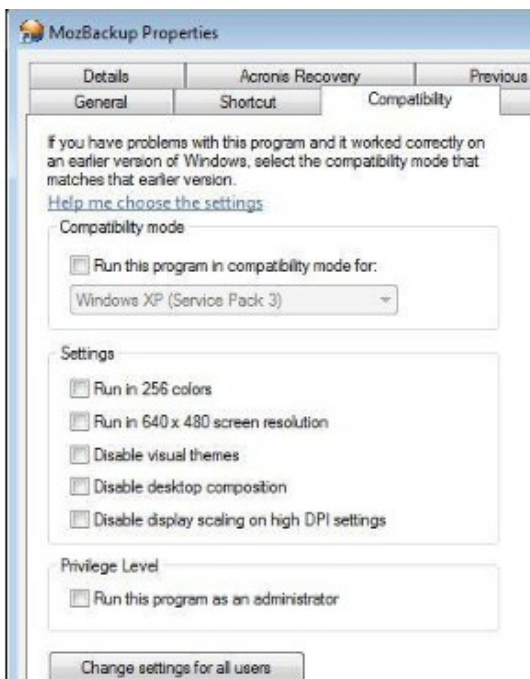 MozBackup Properties
Details Acronis Recovery Previous
General Shortcut Compatibility
If you have problems with this program and it worked correctly on
an earlier version of Windows, select the compatibility mode that
matches that earlier version.
Help me choose the settings
Compatibility mode
Run this program in compatibility mode for:
Windows XP (Service Pack 3)
Settings
Run in 256 colors
Run in 640 x 480 screen resolution
Disable visual themes
Disable desktop composition
Disable display scaling on high DPI settings
Privilege Level
Run this program as an administrator
Change settings for all users